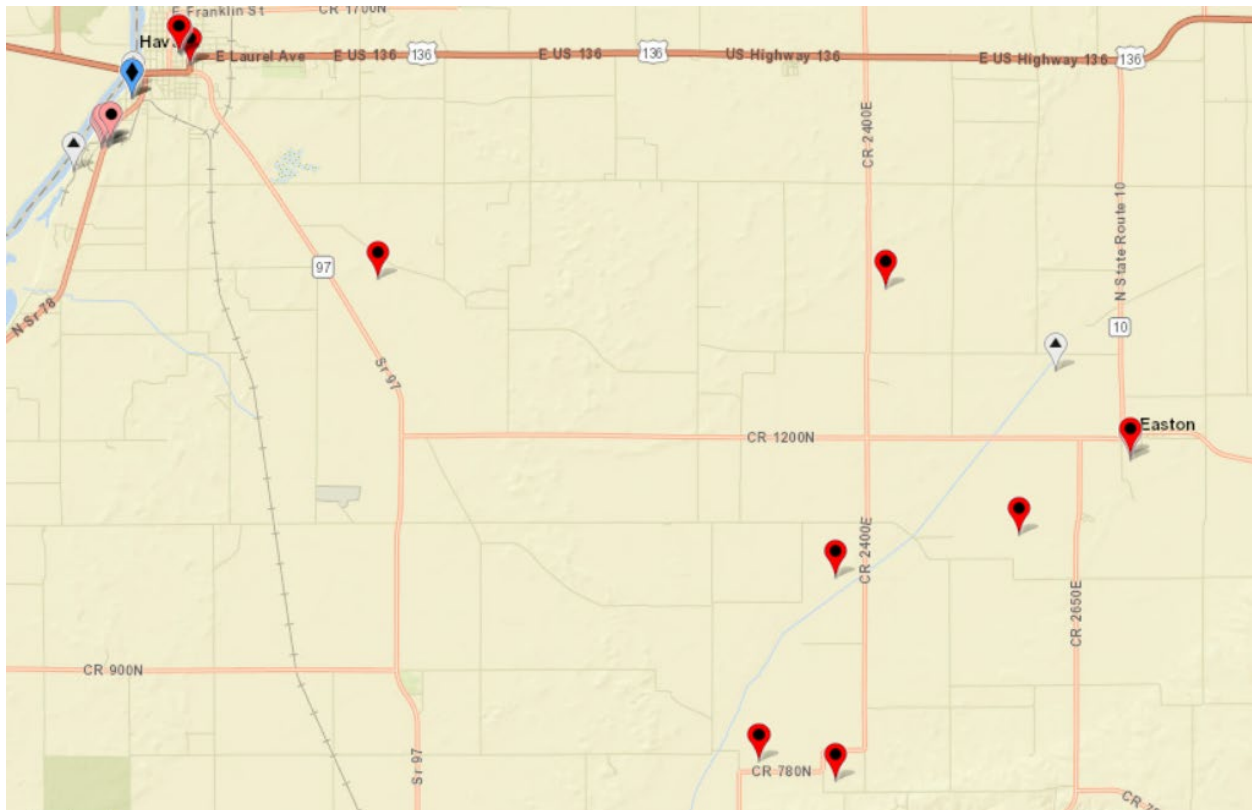 E Franklin St
CR 1700N
Hav
E Laurel Ave
E US 136
136
E US 136
136
US Highway 136
E US Highway 136
136
CR 2400E
N State Route 10
97
N Sr 78
10
Sr 97
Easton
CR 1200N
CR 2400E
CR 2650E
CR 900N
Sr 97
CR 780N